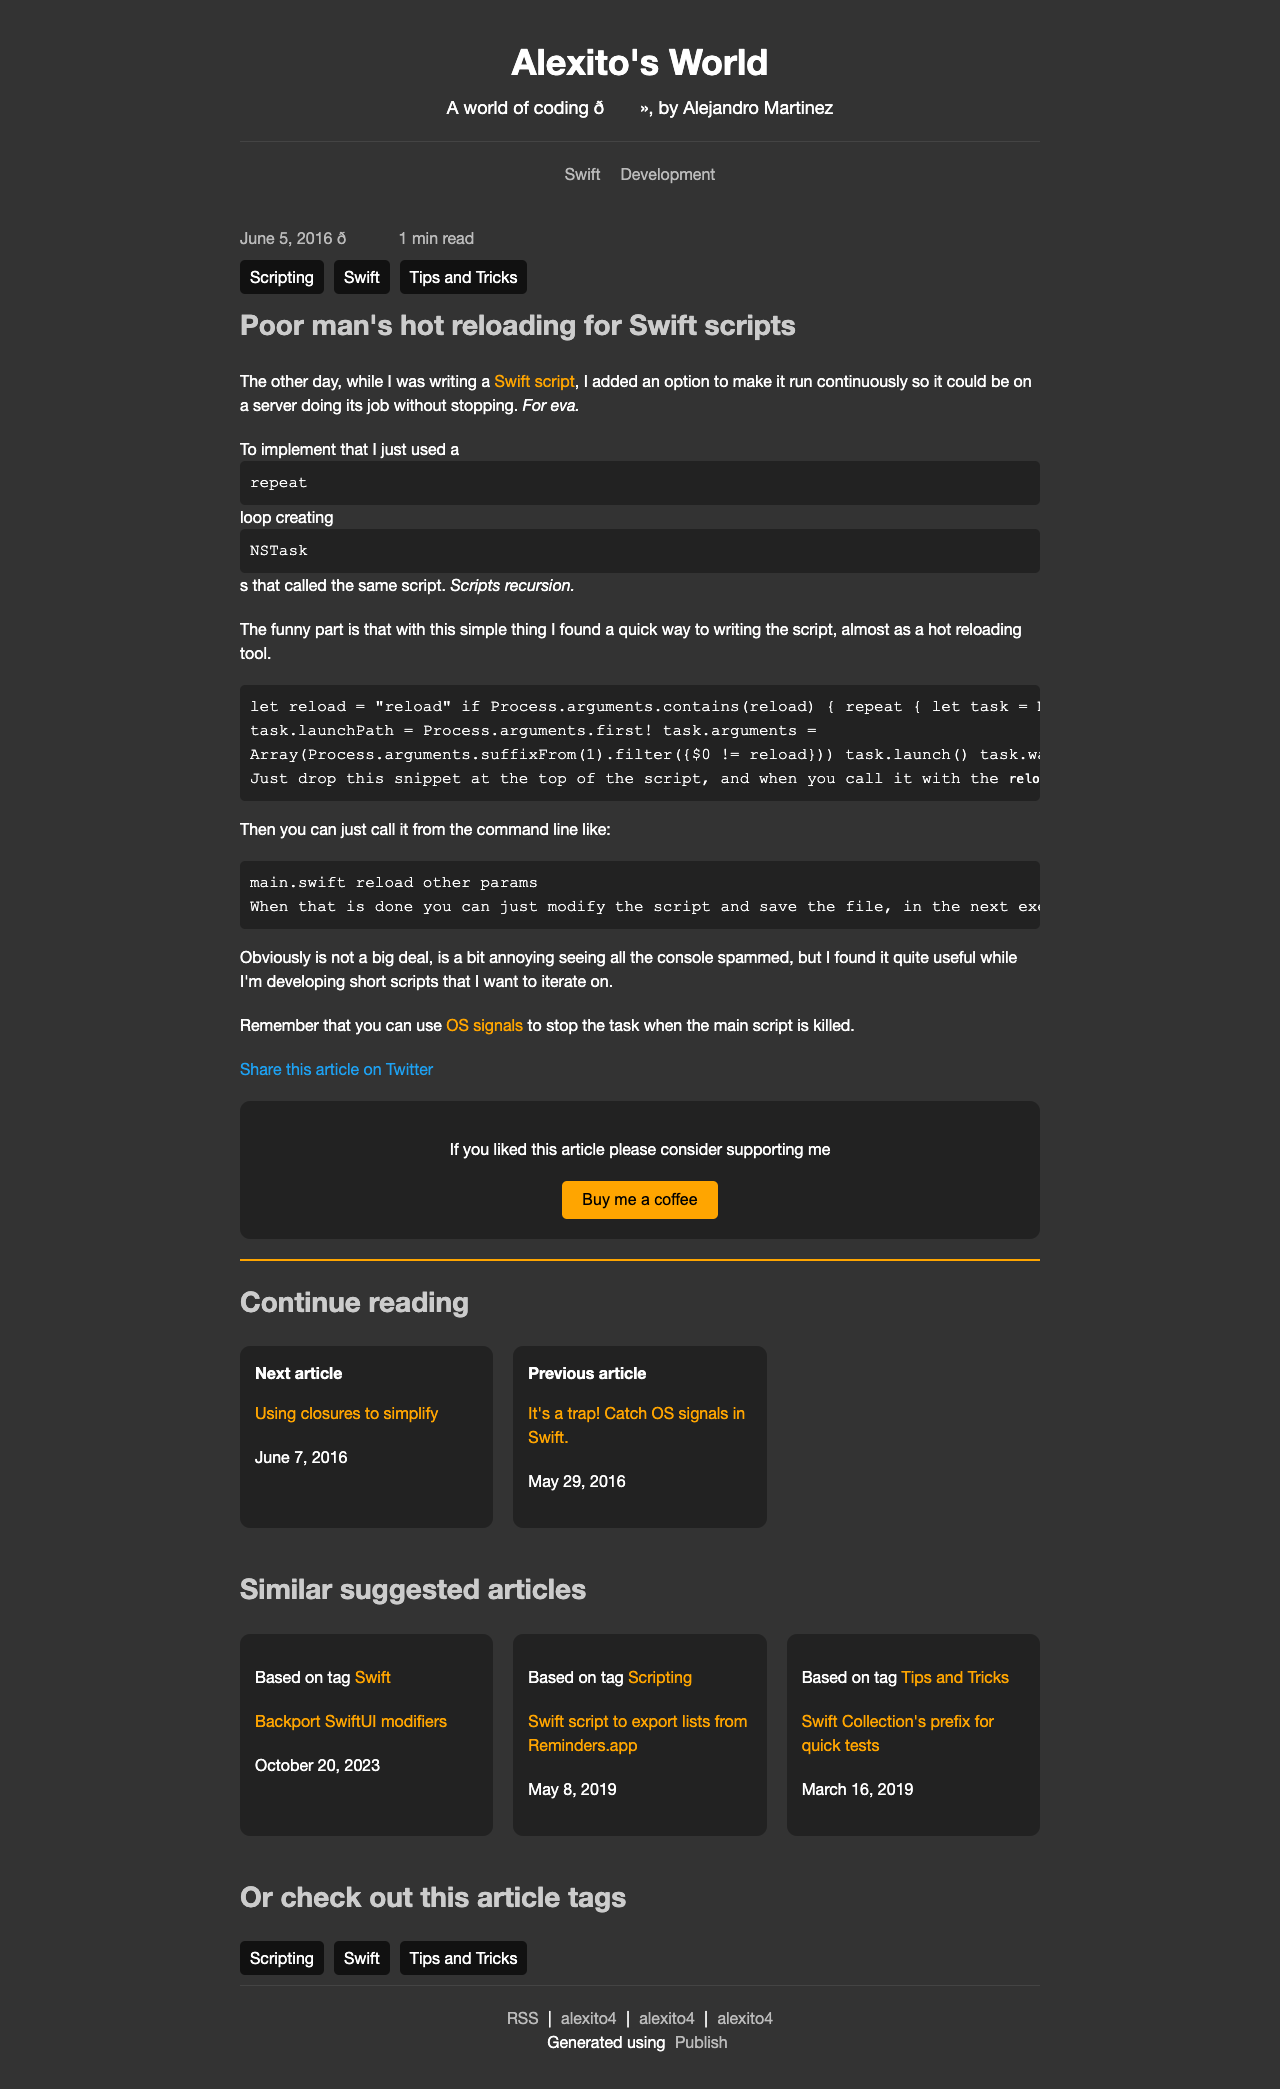 Alexito's World
A world of coding ð », by Alejandro Martinez
Swift Development
June 5, 2016 ð 1 min read
Scripting Swift Tips and Tricks
Poor man's hot reloading for Swift scripts
The other day, while I was writing a Swift script, I added an option to make it run continuously so it could be on
a server doing its job without stopping. For eva.
To implement that I just used a
repeat
loop creating
NSTask
s that called the same script. Scripts recursion.
The funny part is that with this simple thing I found a quick way to writing the script, almost as a hot reloading
tool.
let reload = "reload" if Process.arguments.contains(reload) { repeat { let task =
task.launchPath = Process.arguments.first! task.arguments =
Array(Process.arguments.suffixFrom(1).filter({$0 != reload})) task.launch() task.wa
Just drop this snippet at the top of the script, and when you call it with the relo
Then you can just call it from the command line like:
main.swift reload other params
When that is done you can just modify the script and save the file, in the next exe
Obviously is not a big deal, is a bit annoying seeing all the console spammed, but I found it quite useful while
I'm developing short scripts that I want to iterate on.
Remember that you can use OS signals to stop the task when the main script is killed.
Share this article on Twitter
If you liked this article please consider supporting me
Buy me a coffee
Continue reading
Next article
Using closures to simplify
June 7, 2016
Previous article
It's a trap! Catch OS signals in
Swift.
May 29, 2016
Similar suggested articles
Based on tag Swift
Backport SwiftUI modifiers
October 20, 2023
Based on tag Scripting
Swift script to export lists from
Reminders.app
May 8, 2019
Based on tag Tips and Tricks
Swift Collection's prefix for
quick tests
March 16, 2019
Or check out this article tags
Scripting Swift Tips and Tricks
RSS | alexito4 | alexito4 | alexito4
Generated using Publish